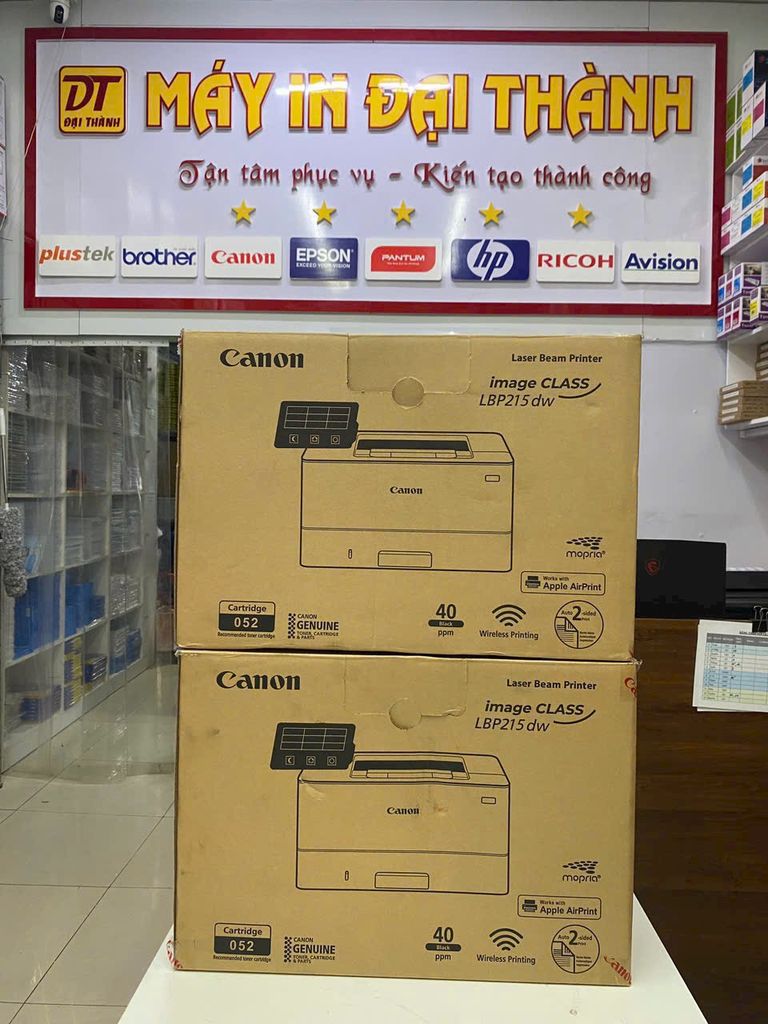 DT
ĐẠI THÀNH
MÁY IN ĐẠI THÀNH
Tận tâm phục vụ - Kiến tạo thành công
plustek brother Canon EPSON PANTUM hp RICOH Avision
EXCEED YOUR VISION
Canon
Laser Beam Printer
image CLASS
LBP215dw
Canon
mopria®
Works with
Apple AirPrint
Cartridge
052
Recommended toner cartridge
CANON
GENUINE
TONER, CARTRIDGE
& PARTS
40
Black
ppm
Wireless Printing
Auto 2-sided
Print
Canon
Laser Beam Printer
image CLASS
LBP215dw
Canon
mopria®
Works with
Apple AirPrint
Cartridge
052
Recommended toner cartridge
CANON
GENUINE
TONER, CARTRIDGE
& PARTS
40
Black
ppm
Wireless Printing
Auto 2-sided
Print
Canon